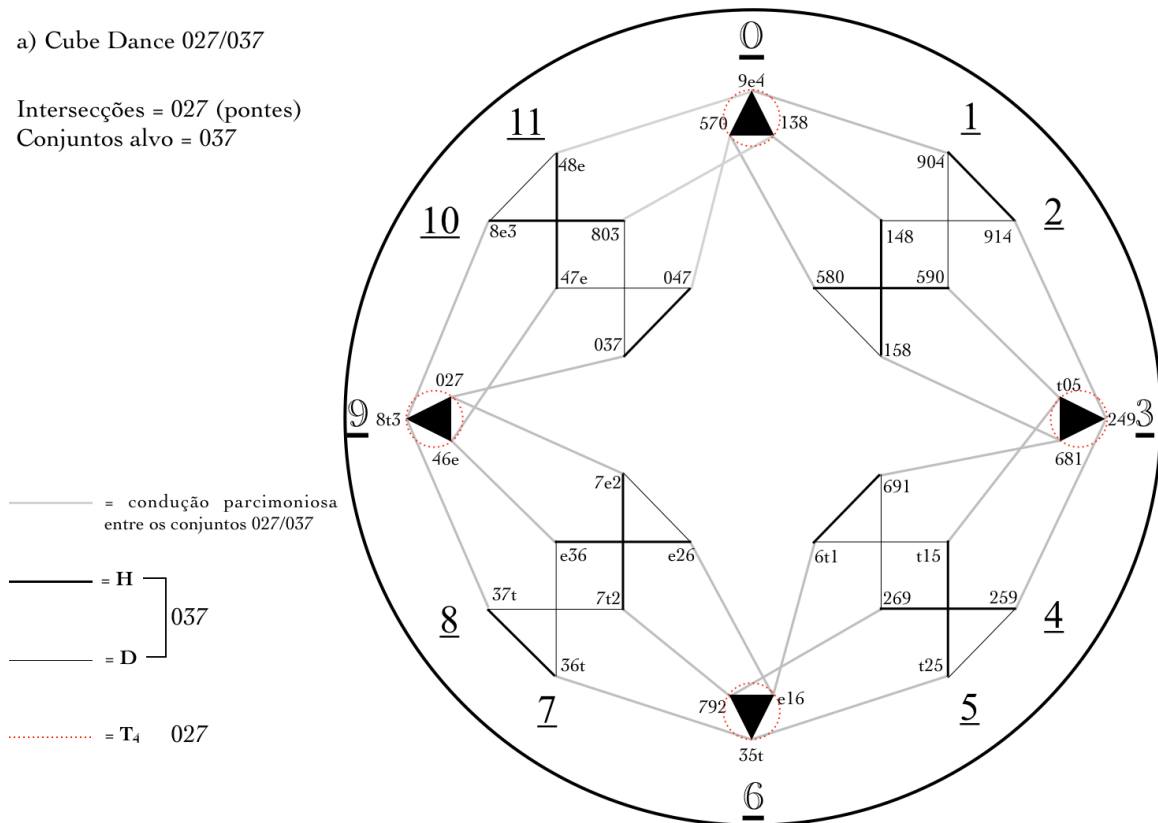 a) Cube Dance 027/037
Intersecções = 027 (pontes)
Conjuntos alvo = 037
0
9e4
570
138
11
48e
10
8e3
803
47e
047
037
1
904
2
148
914
580
590
158
027
9
8t3
46e
t05
249
3
681
7e2
e36
e26
37t
7t2
8
36t
7
691
6t1
t15
269
259
4
t25
5
792
e16
35t
6
= condução parcimoniosa
entre os conjuntos 027/037
= H
037
= D
= T₄ 027